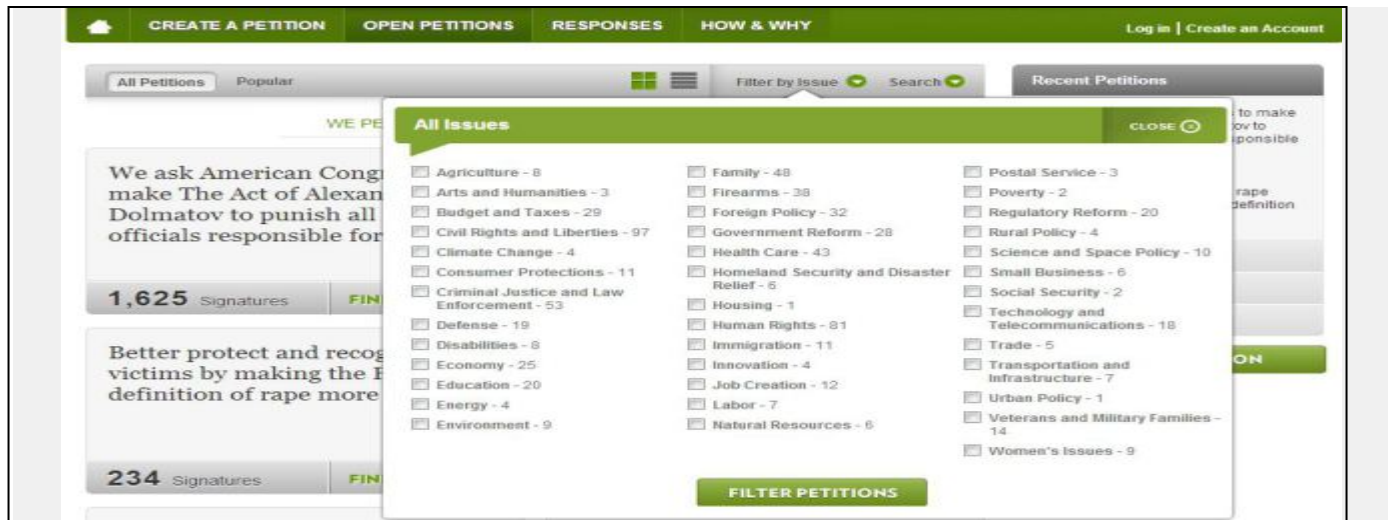 CREATE A PETITION OPEN PETITIONS RESPONSES HOW & WHY Log in | Create an Account
All Petitions Popular Filter by Issue Search Recent Petitions
WE PE
All Issues CLOSE
to make
ov to
sponsible
rape
definition
We ask American Congr
make The Act of Alexan
Dolmatov to punish all
officials responsible for
1,625 Signatures FIN
Better protect and recog
victims by making the F
definition of rape more
234 Signatures FIN
Agriculture - 8
Arts and Humanities - 3
Budget and Taxes - 29
Civil Rights and Liberties - 97
Climate Change - 4
Consumer Protections - 11
Criminal Justice and Law
Enforcement - 53
Defense - 19
Disabilities - 8
Economy - 25
Education - 20
Energy - 4
Environment - 9
Family - 48
Firearms - 38
Foreign Policy - 32
Government Reform - 28
Health Care - 43
Homeland Security and Disaster
Relief - 6
Housing - 1
Human Rights - 81
Immigration - 11
Innovation - 4
Job Creation - 12
Labor - 7
Natural Resources - 6
Postal Service - 3
Poverty - 2
Regulatory Reform - 20
Rural Policy - 4
Science and Space Policy - 10
Small Business - 6
Social Security - 2
Technology and
Telecommunications - 18
Trade - 5
Transportation and
Infrastructure - 7
Urban Policy - 1
Veterans and Military Families -
14
Women's Issues - 9
ON
FILTER PETITIONS